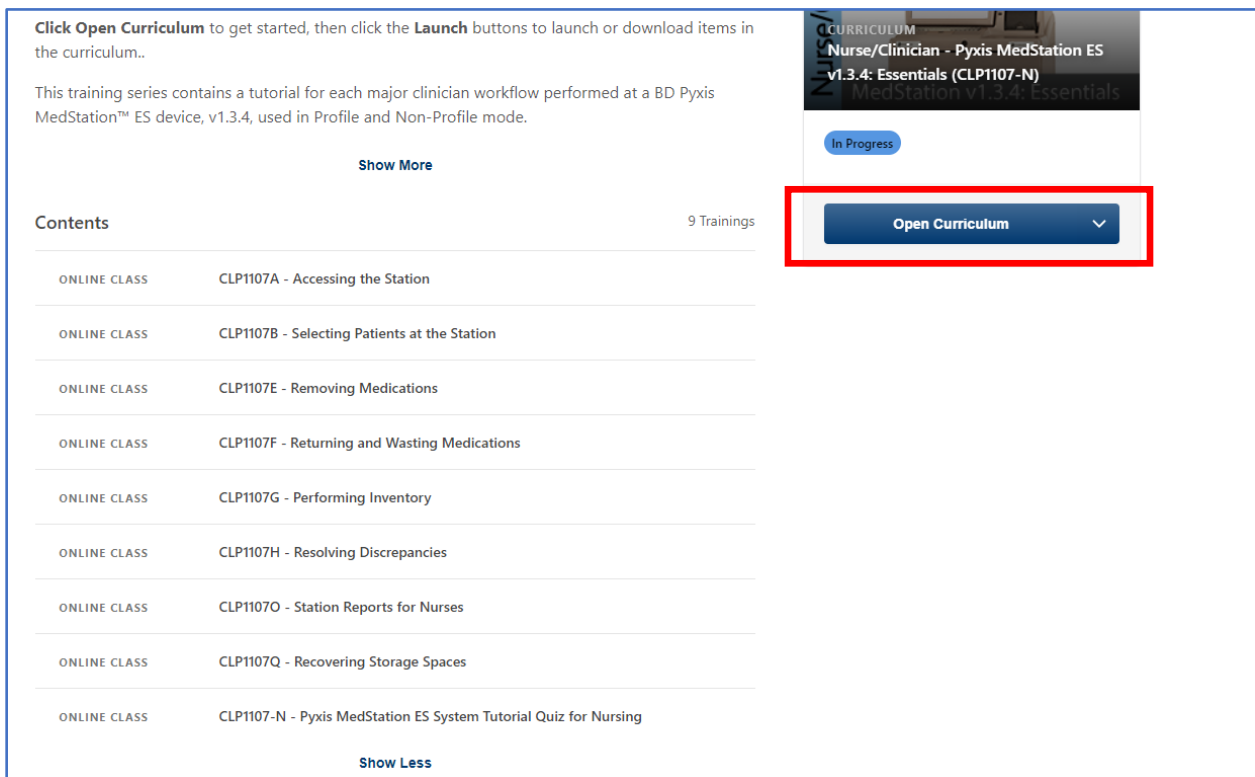 Click Open Curriculum to get started, then click the Launch buttons to launch or download items in
the curriculum..
This training series contains a tutorial for each major clinician workflow performed at a BD Pyxis
MedStation™ ES device, v1.3.4, used in Profile and Non-Profile mode.
Show More
Contents
9 Trainings
ONLINE CLASS CLP1107A - Accessing the Station
ONLINE CLASS CLP1107B - Selecting Patients at the Station
ONLINE CLASS CLP1107E - Removing Medications
ONLINE CLASS CLP1107F - Returning and Wasting Medications
ONLINE CLASS CLP1107G - Performing Inventory
ONLINE CLASS CLP1107H - Resolving Discrepancies
ONLINE CLASS CLP1107O - Station Reports for Nurses
ONLINE CLASS CLP1107Q - Recovering Storage Spaces
ONLINE CLASS CLP1107-N - Pyxis MedStation ES System Tutorial Quiz for Nursing
Show Less
CURRICULUM
Nurse/Clinician - Pyxis MedStation ES
v1.3.4: Essentials (CLP1107-N)
MedStation v1.3.4: Essentials
In Progress
Open Curriculum